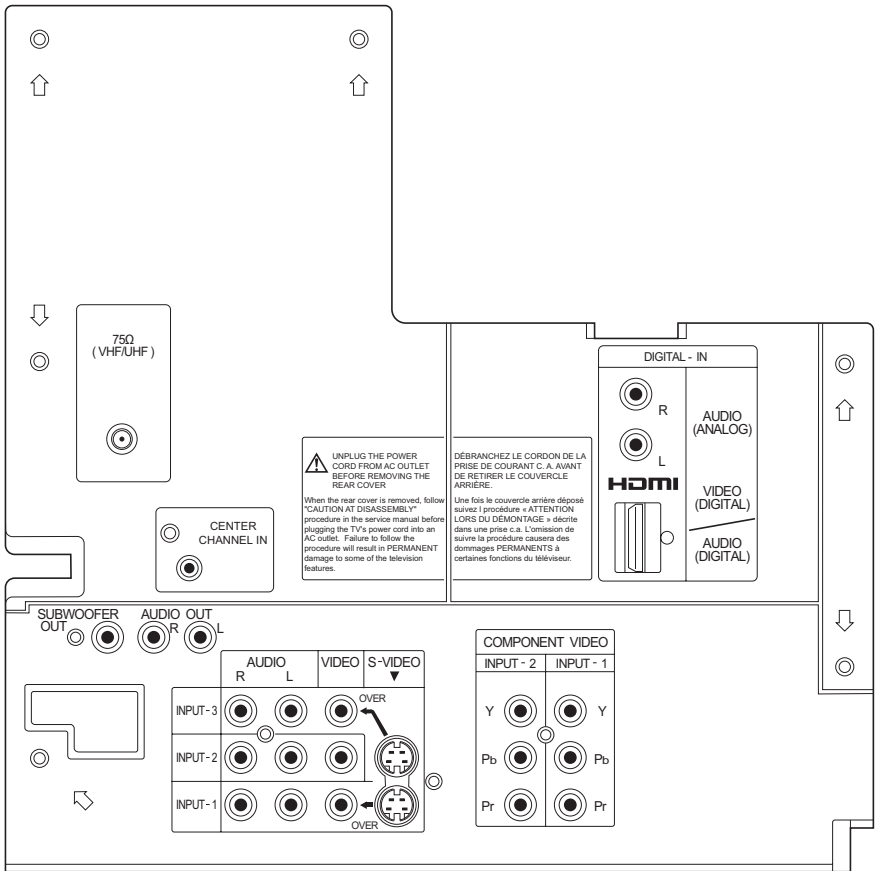 75Ω
( VHF/UHF )
DIGITAL - IN
R
L
AUDIO
(ANALOG)
HDMI
VIDEO
(DIGITAL)
AUDIO
(DIGITAL)
UNPLUG THE POWER
CORD FROM AC OUTLET
BEFORE REMOVING THE
REAR COVER
When the rear cover is removed, follow
"CAUTION AT DISASSEMBLY"
procedure in the service manual before
plugging the TV's power cord into an
AC outlet. Failure to follow the
procedure will result in PERMANENT
damage to some of the television
features.
DÉBRANCHEZ LE CORDON DE LA
PRISE DE COURANT C. A. AVANT
DE RETIRER LE COUVERCLE
ARRIÈRE.
Une fois le couvercle arrière déposé
suivez l procédure « ATTENTION
LORS DU DÉMONTAGE » décrite
dans une prise c.a. L'omission de
suivre la procédure causera des
dommages PERMANENTS à
certaines fonctions du téléviseur.
CENTER
CHANNEL IN
SUBWOOFER
OUT
AUDIO OUT
R
L
AUDIO
R L
VIDEO
S-VIDEO
▼
INPUT-3
OVER
INPUT-2
INPUT-1
OVER
COMPONENT VIDEO
INPUT - 2
INPUT - 1
Y Y
Pb Pb
Pr Pr